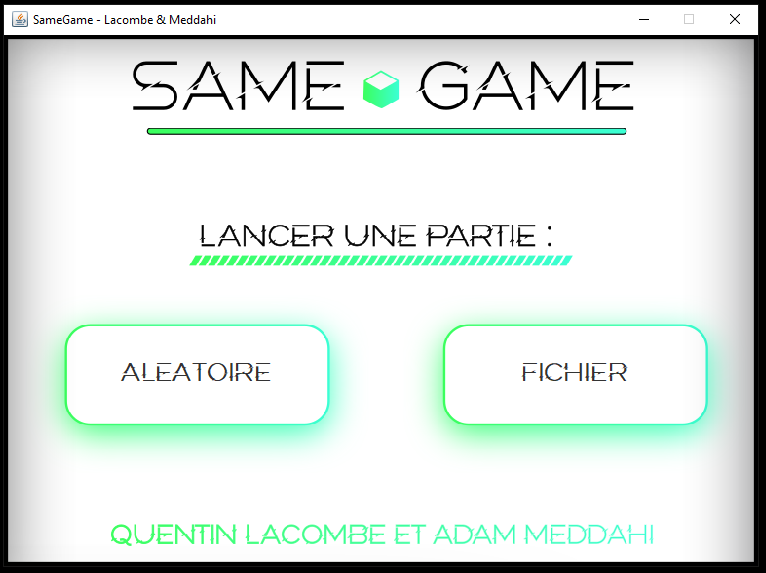 SameGame - Lacombe & Meddahi
SAME GAME
LANCER UNE PARTIE :
ALEATOIRE
FICHIER
QUENTIN LACOMBE ET ADAM MEDDAHI